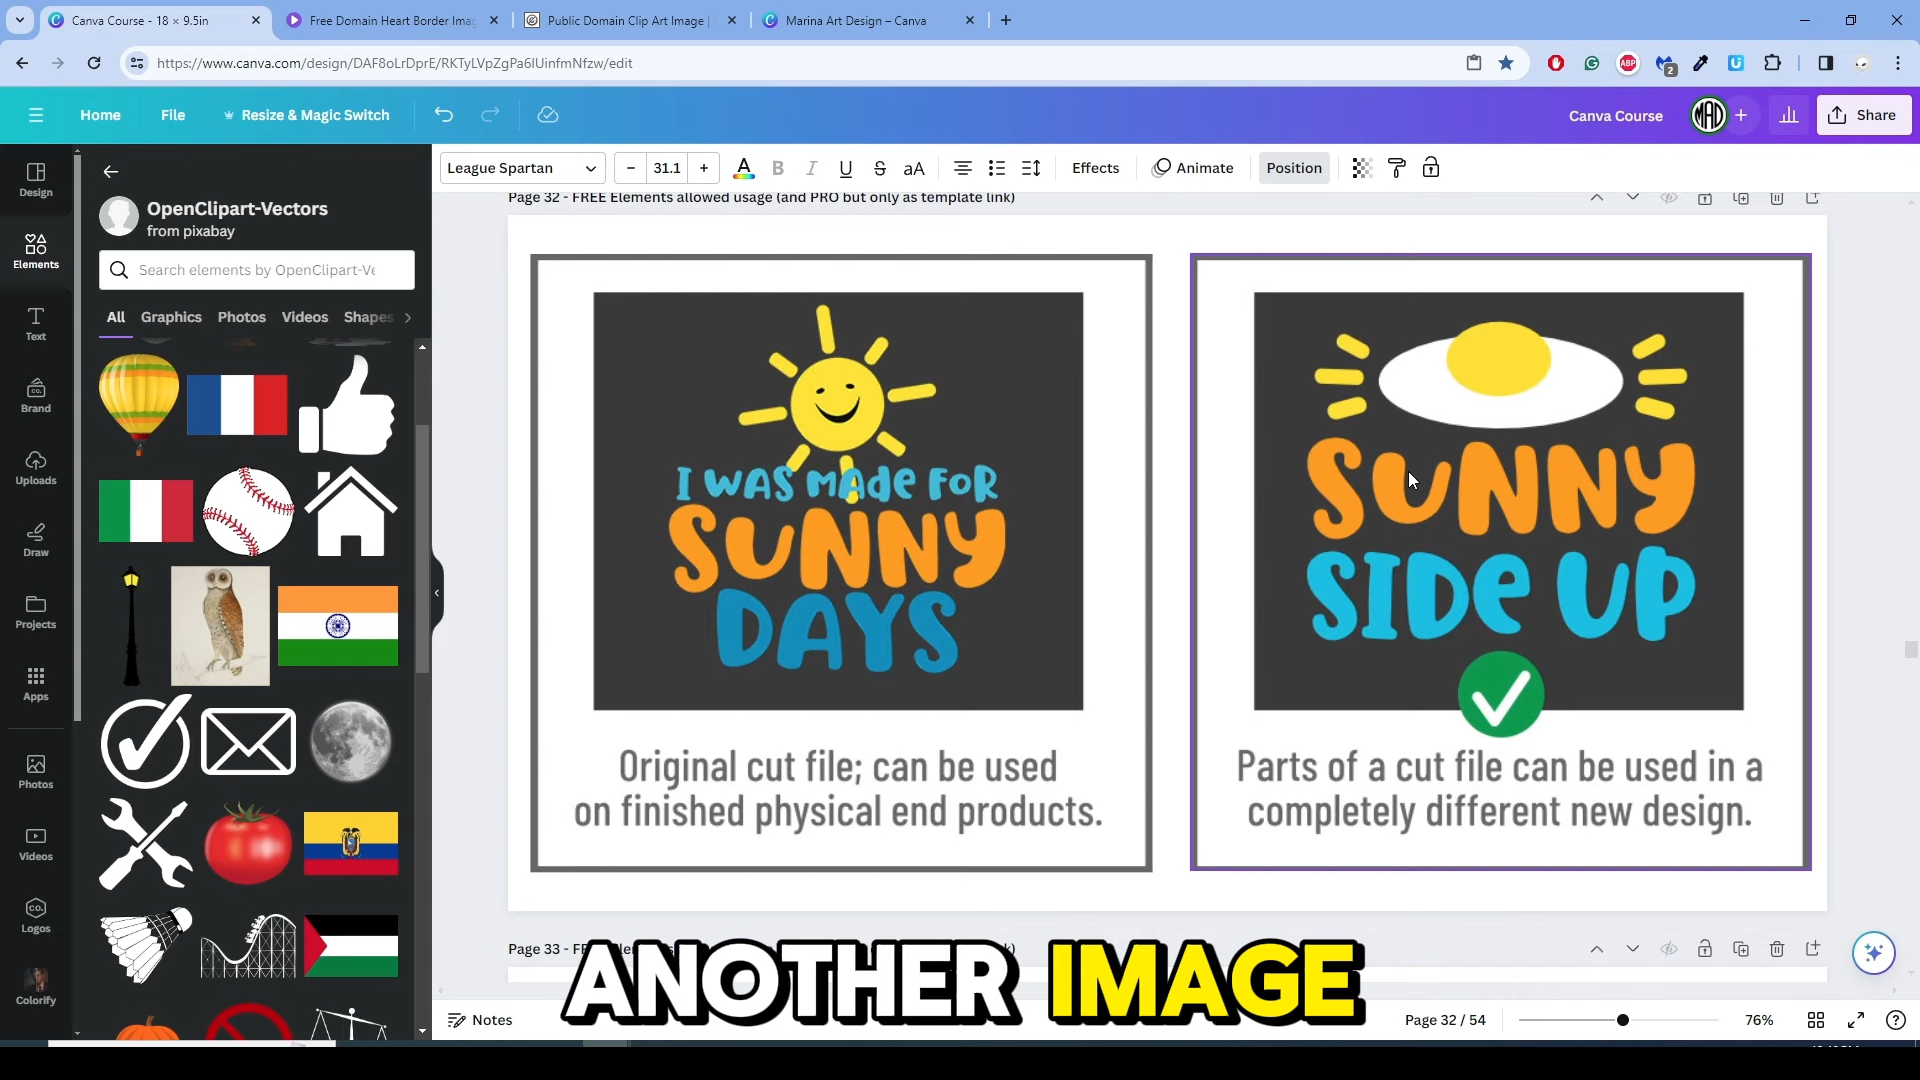 Canva Course - 18 × 9.5in
Free Domain Heart Border Imag
Public Domain Clip Art Image |
Marina Art Design – Canva
https://www.canva.com/design/DAF8oLrDprE/RKTyLVpZgPa6IUinfmNfzw/edit
ABP
2
Home
File
Resize & Magic Switch
Canva Course
MAD
Share
Design
Elements
Text
Brand
Uploads
Draw
Projects
Apps
Photos
Videos
Logos
Colorify
OpenClipart-Vectors
from pixabay
Search elements by OpenClipart-Ve
All
Graphics
Photos
Videos
Shapes
League Spartan
31.1
A
B
I
U
S
aA
Effects
Animate
Position
Page 32 - FREE Elements allowed usage (and PRO but only as template link)
I WAS MAde FoR
SUNNY
DAYS
Original cut file; can be used
on finished physical end products.
SUNNY
SIDe UP
Parts of a cut file can be used in a
completely different new design.
ANOTHER IMAGE
Notes
Page 32 / 54
76%